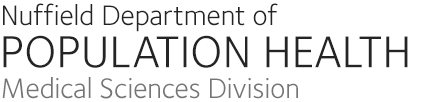 Nuffield Department of
POPULATION HEALTH
Medical Sciences Division